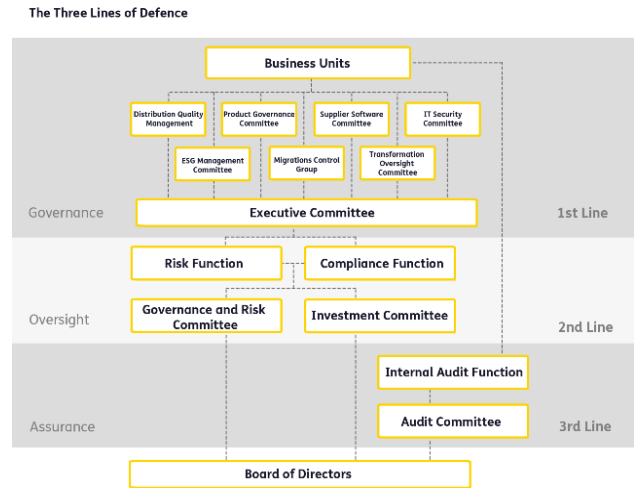 The Three Lines of Defence
Business Units
Distribution Quality
Management
Product Governance
Committee
Supplier Software
Committee
IT Security
Committee
ESG Management
Committee
Migrations Control
Group
Transformation
Oversight
Committee
Governance
Executive Committee
1st Line
Risk Function
Compliance Function
Oversight
Governance and Risk
Committee
Investment Committee
2nd Line
Internal Audit Function
Assurance
Audit Committee
3rd Line
Board of Directors